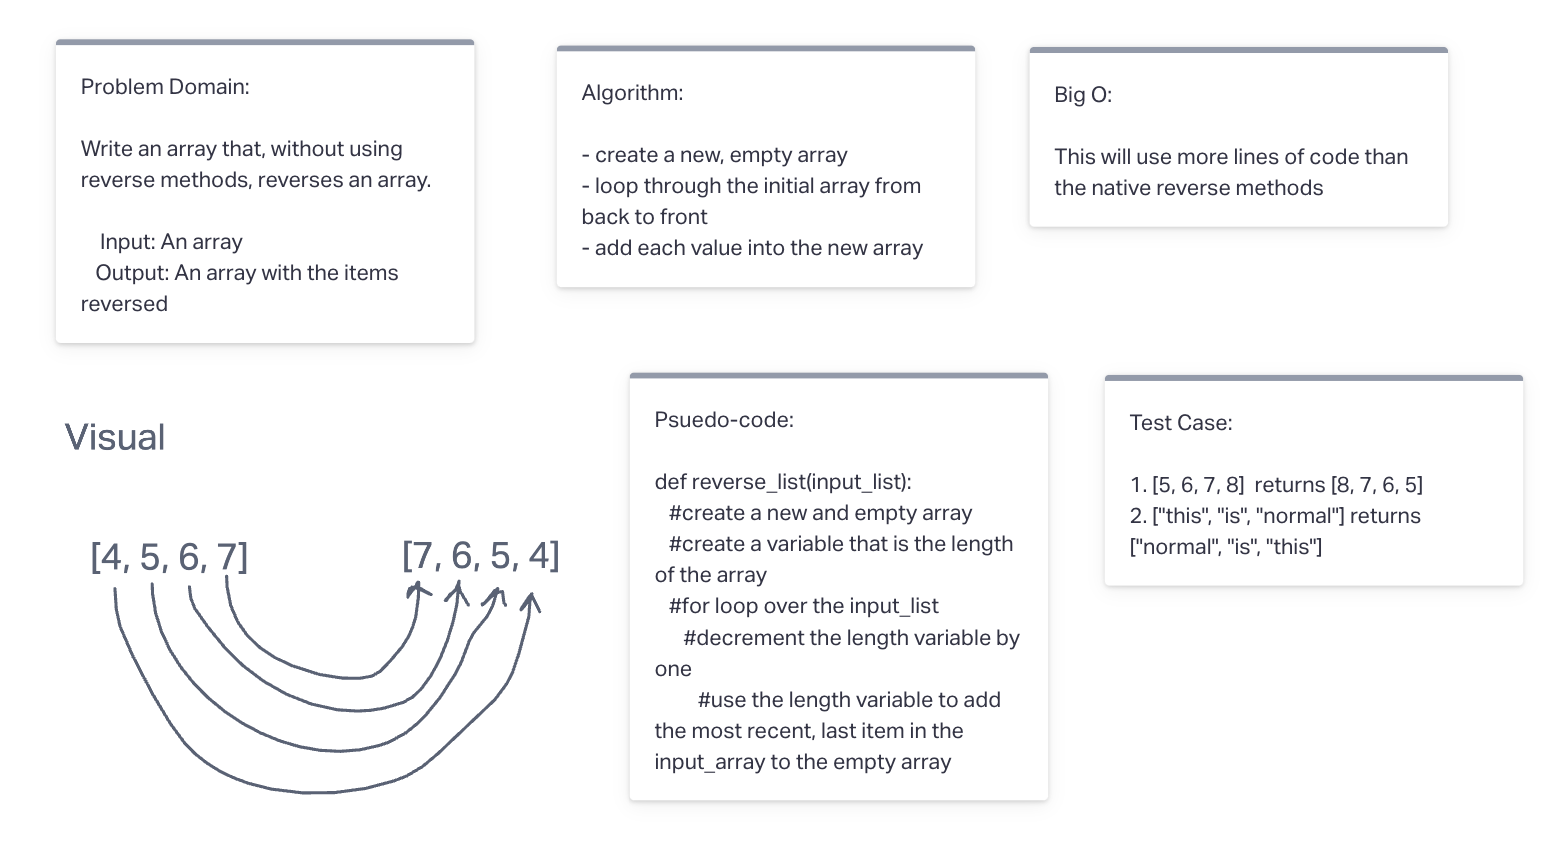 Problem Domain:
Write an array that, without using
reverse methods, reverses an array.
Input: An array
Output: An array with the items
reversed
Algorithm:
- create a new, empty array
- loop through the initial array from
back to front
- add each value into the new array
Big O:
This will use more lines of code than
the native reverse methods
Visual
[4, 5, 6, 7]
[7, 6, 5, 4]
Psuedo-code:
def reverse_list(input_list):
#create a new and empty array
#create a variable that is the length
of the array
#for loop over the input_list
#decrement the length variable by
one
#use the length variable to add
the most recent, last item in the
input_array to the empty array
Test Case:
1. [5, 6, 7, 8]  returns [8, 7, 6, 5]
2. ["this", "is", "normal"] returns
["normal", "is", "this"]